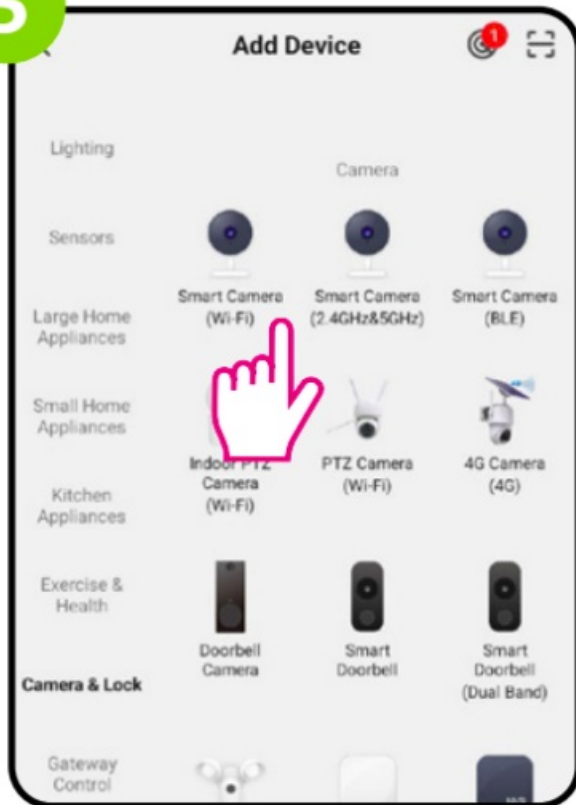 Add Device
1
Lighting
Camera
Sensors
Smart Camera
(Wi-Fi)
Smart Camera
(2.4GHz&5GHz)
Smart Camera
(BLE)
Large Home
Appliances
Small Home
Appliances
Indoor PTZ
Camera
(Wi-Fi)
PTZ Camera
(Wi-Fi)
4G Camera
(4G)
Kitchen
Appliances
Exercise &
Health
Doorbell
Camera
Smart
Doorbell
Smart
Doorbell
(Dual Band)
Camera & Lock
Gateway
Control